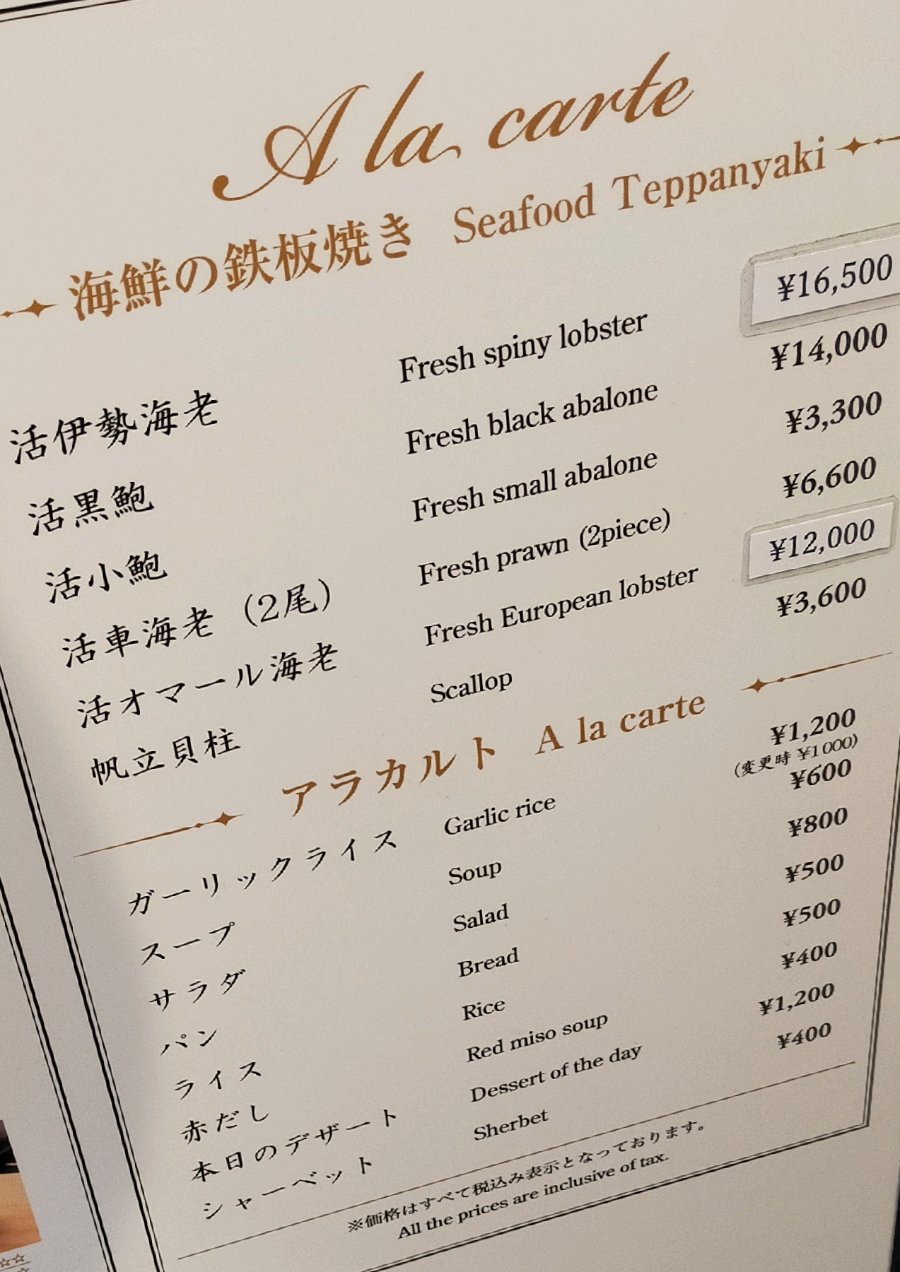 A la carte
海鮮の鉄板焼き Seafood Teppanyaki
活伊勢海老 Fresh spiny lobster ¥16,500
活黒鮑 Fresh black abalone ¥14,000
活小鮑 Fresh small abalone ¥3,300
活車海老（2尾） Fresh prawn (2piece) ¥6,600
活オマール海老 Fresh European lobster ¥12,000
帆立貝柱 Scallop ¥3,600
アラカルト A la carte
ガーリックライス Garlic rice ¥1,200
(変更時 ¥1000)
スープ Soup ¥600
サラダ Salad ¥800
パン Bread ¥500
ライス Rice ¥500
赤だし Red miso soup ¥400
本日のデザート Dessert of the day ¥1,200
シャーベット Sherbet ¥400
※価格はすべて税込み表示となっております。
All the prices are inclusive of tax.